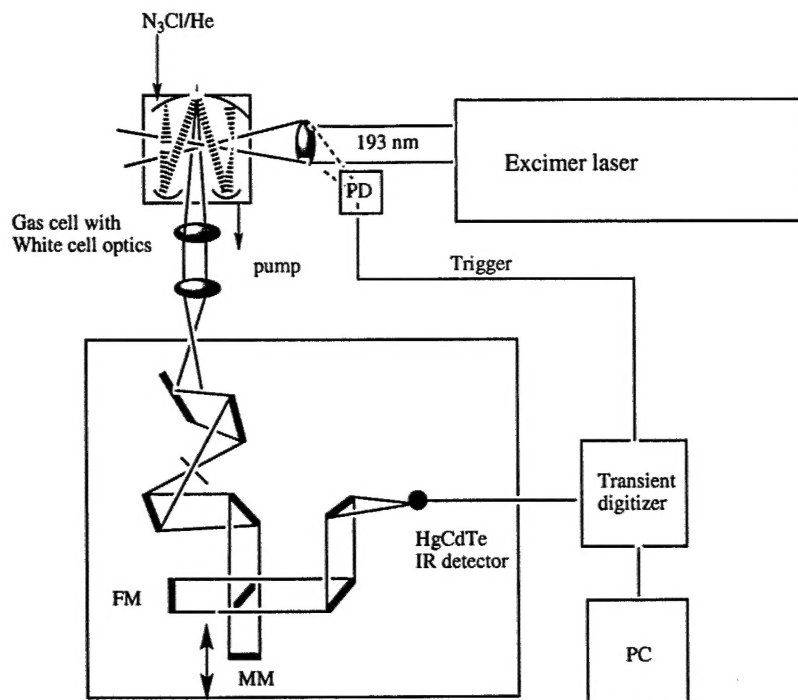 N₃Cl/He
193 nm
Excimer laser
PD
Gas cell with
White cell optics
pump
Trigger
Transient
digitizer
HgCdTe
IR detector
FM
MM
PC